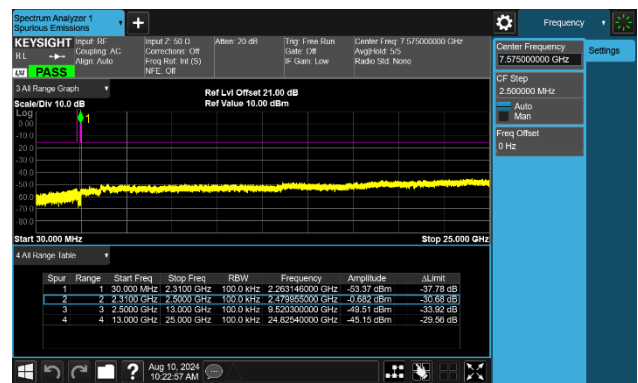 Spectrum Analyzer 1
Spurious Emissions
Frequency
KEYSIGHT
Input: RF
Coupling: AC
Align: Auto
Input Z: 50 Ω
Corrections: Off
Freq Ref: Int (S)
NFE: Off
Atten: 20 dB
Trig: Free Run
Gate: Off
IF Gain: Low
Center Freq: 7.575000000 GHz
Avg|Hold: 5/5
Radio Std: None
RL
LV PASS
Center Frequency
7.575000000 GHz
Settings
CF Step
2.500000 MHz
Auto
Man
Freq Offset
0 Hz
3 All Range Graph
Scale/Div 10.0 dB
Ref Lvl Offset 21.00 dB
Ref Value 10.00 dBm
Log
1
0.00
-10.0
-20.0
-30.0
-40.0
-50.0
-60.0
-70.0
-80.0
Start 30.000 MHz
Stop 25.000 GHz
4 All Range Table
Spur Range Start Freq Stop Freq RBW Frequency Amplitude ΔLimit
1 1 30.000 MHz 2.3100 GHz 100.0 kHz 2.263146000 GHz -53.37 dBm -37.78 dB
2 2 2.3100 GHz 2.5000 GHz 100.0 kHz 2.479955000 GHz -0.682 dBm -30.68 dB
3 3 2.5000 GHz 13.000 GHz 100.0 kHz 9.520300000 GHz -49.51 dBm -33.92 dB
4 4 13.000 GHz 25.000 GHz 100.0 kHz 24.82540000 GHz -45.15 dBm -29.56 dB
Aug 10, 2024
10:22:57 AM